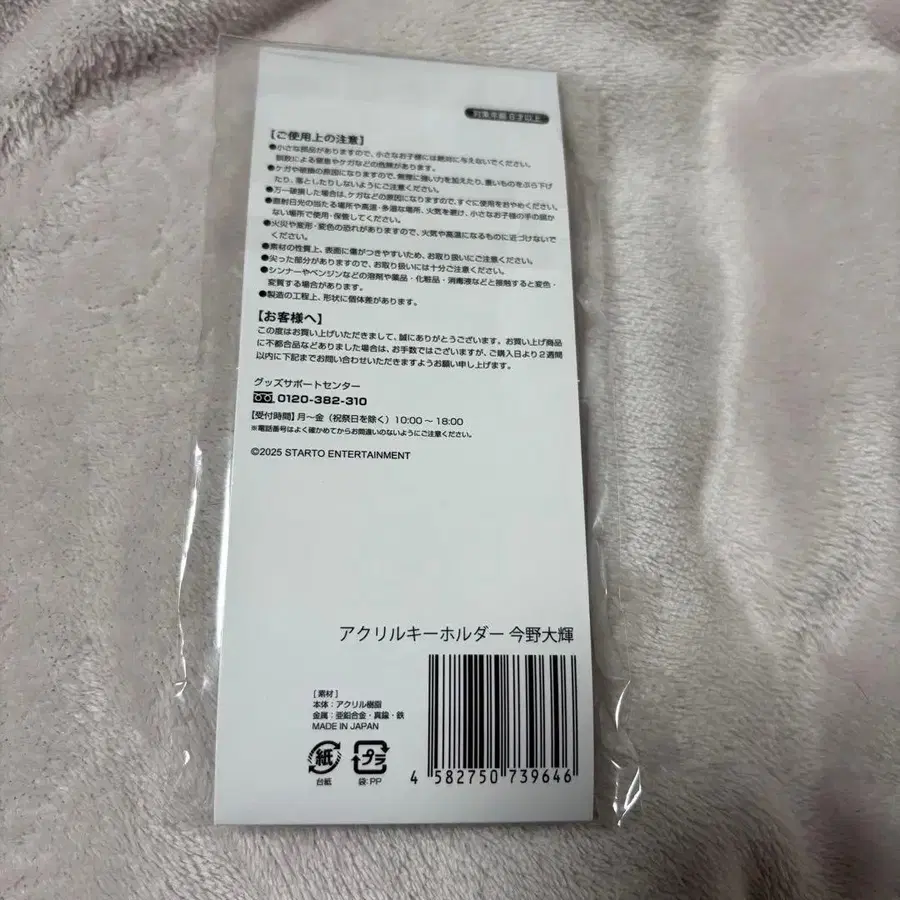 対象年齢6才以上
【ご使用上の注意】
●小さな部品がありますので、小さなお子様には絶対に与えないでください。
誤飲による窒息やケガなどの危険があります。
●ケガや破損の原因になりますので、無理に強い力を加えたり、重いものをぶら下げ
たり、落としたりしないようにご注意ください。
●万一破損した場合は、ケガなどの原因になりますので、すぐに使用をおやめください。
●直射日光の当たる場所や高温・多湿な場所、火気を避け、小さなお子様の手の届か
ない場所で使用・保管してください。
●火災や変形・変色の恐れがありますので、火気や高温になるものに近づけないで
ください。
●素材の性質上、表面に傷がつきやすいため、お取り扱いにご注意ください。
●尖った部分がありますので、お取り扱いには十分ご注意ください。
●シンナーやベンジンなどの溶剤や薬品・化粧品・消毒液などと接触すると変色・
変質する場合があります。
●製造の工程上、形状に個体差があります。
【お客様へ】
この度はお買い上げいただきまして、誠にありがとうございます。お買い上げ商品
に不都合品などありました場合は、お手数ではございますが、ご購入日より2週間
以内に下記までお問い合わせいただきますようお願い申し上げます。
グッズサポートセンター
0120-382-310
【受付時間】月～金（祝祭日を除く）10:00～18:00
※電話番号はよく確かめてからお間違いのないようにご注意ください。
©2025 STARTO ENTERTAINMENT
アクリルキーホルダー 今野大輝
[素材]
本体：アクリル樹脂
金属：亜鉛合金・真鍮・鉄
MADE IN JAPAN
紙
台紙
プラ
袋：PP
4 582750 739646